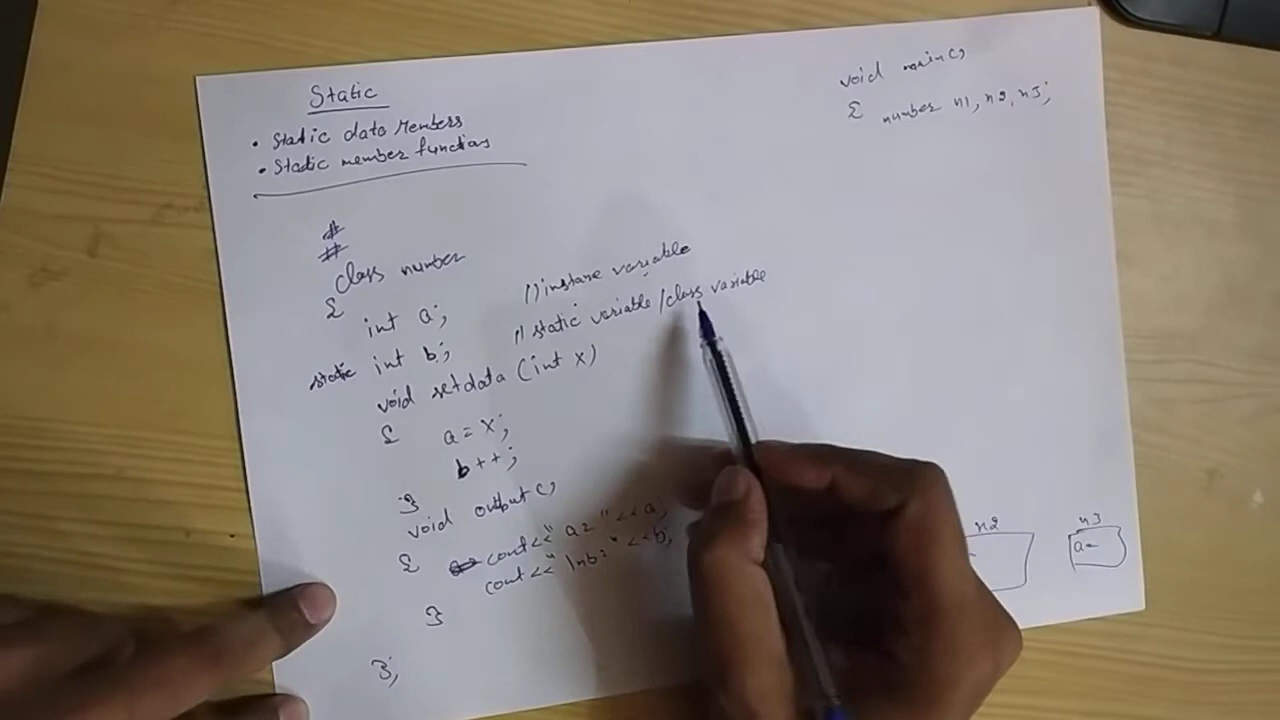 Static
• Static data Members
• Static member functions
#
#
class number
{
int a; // instane variable
static int b; // static variable / class variable
void setdata (int x)
{ a = x;
b++;
}
void output()
{ cout<<"a="<<a;
cout<<"\nb="<<b;
}
};
void main()
{ number n1, n2, n3;
n2
n3
a-